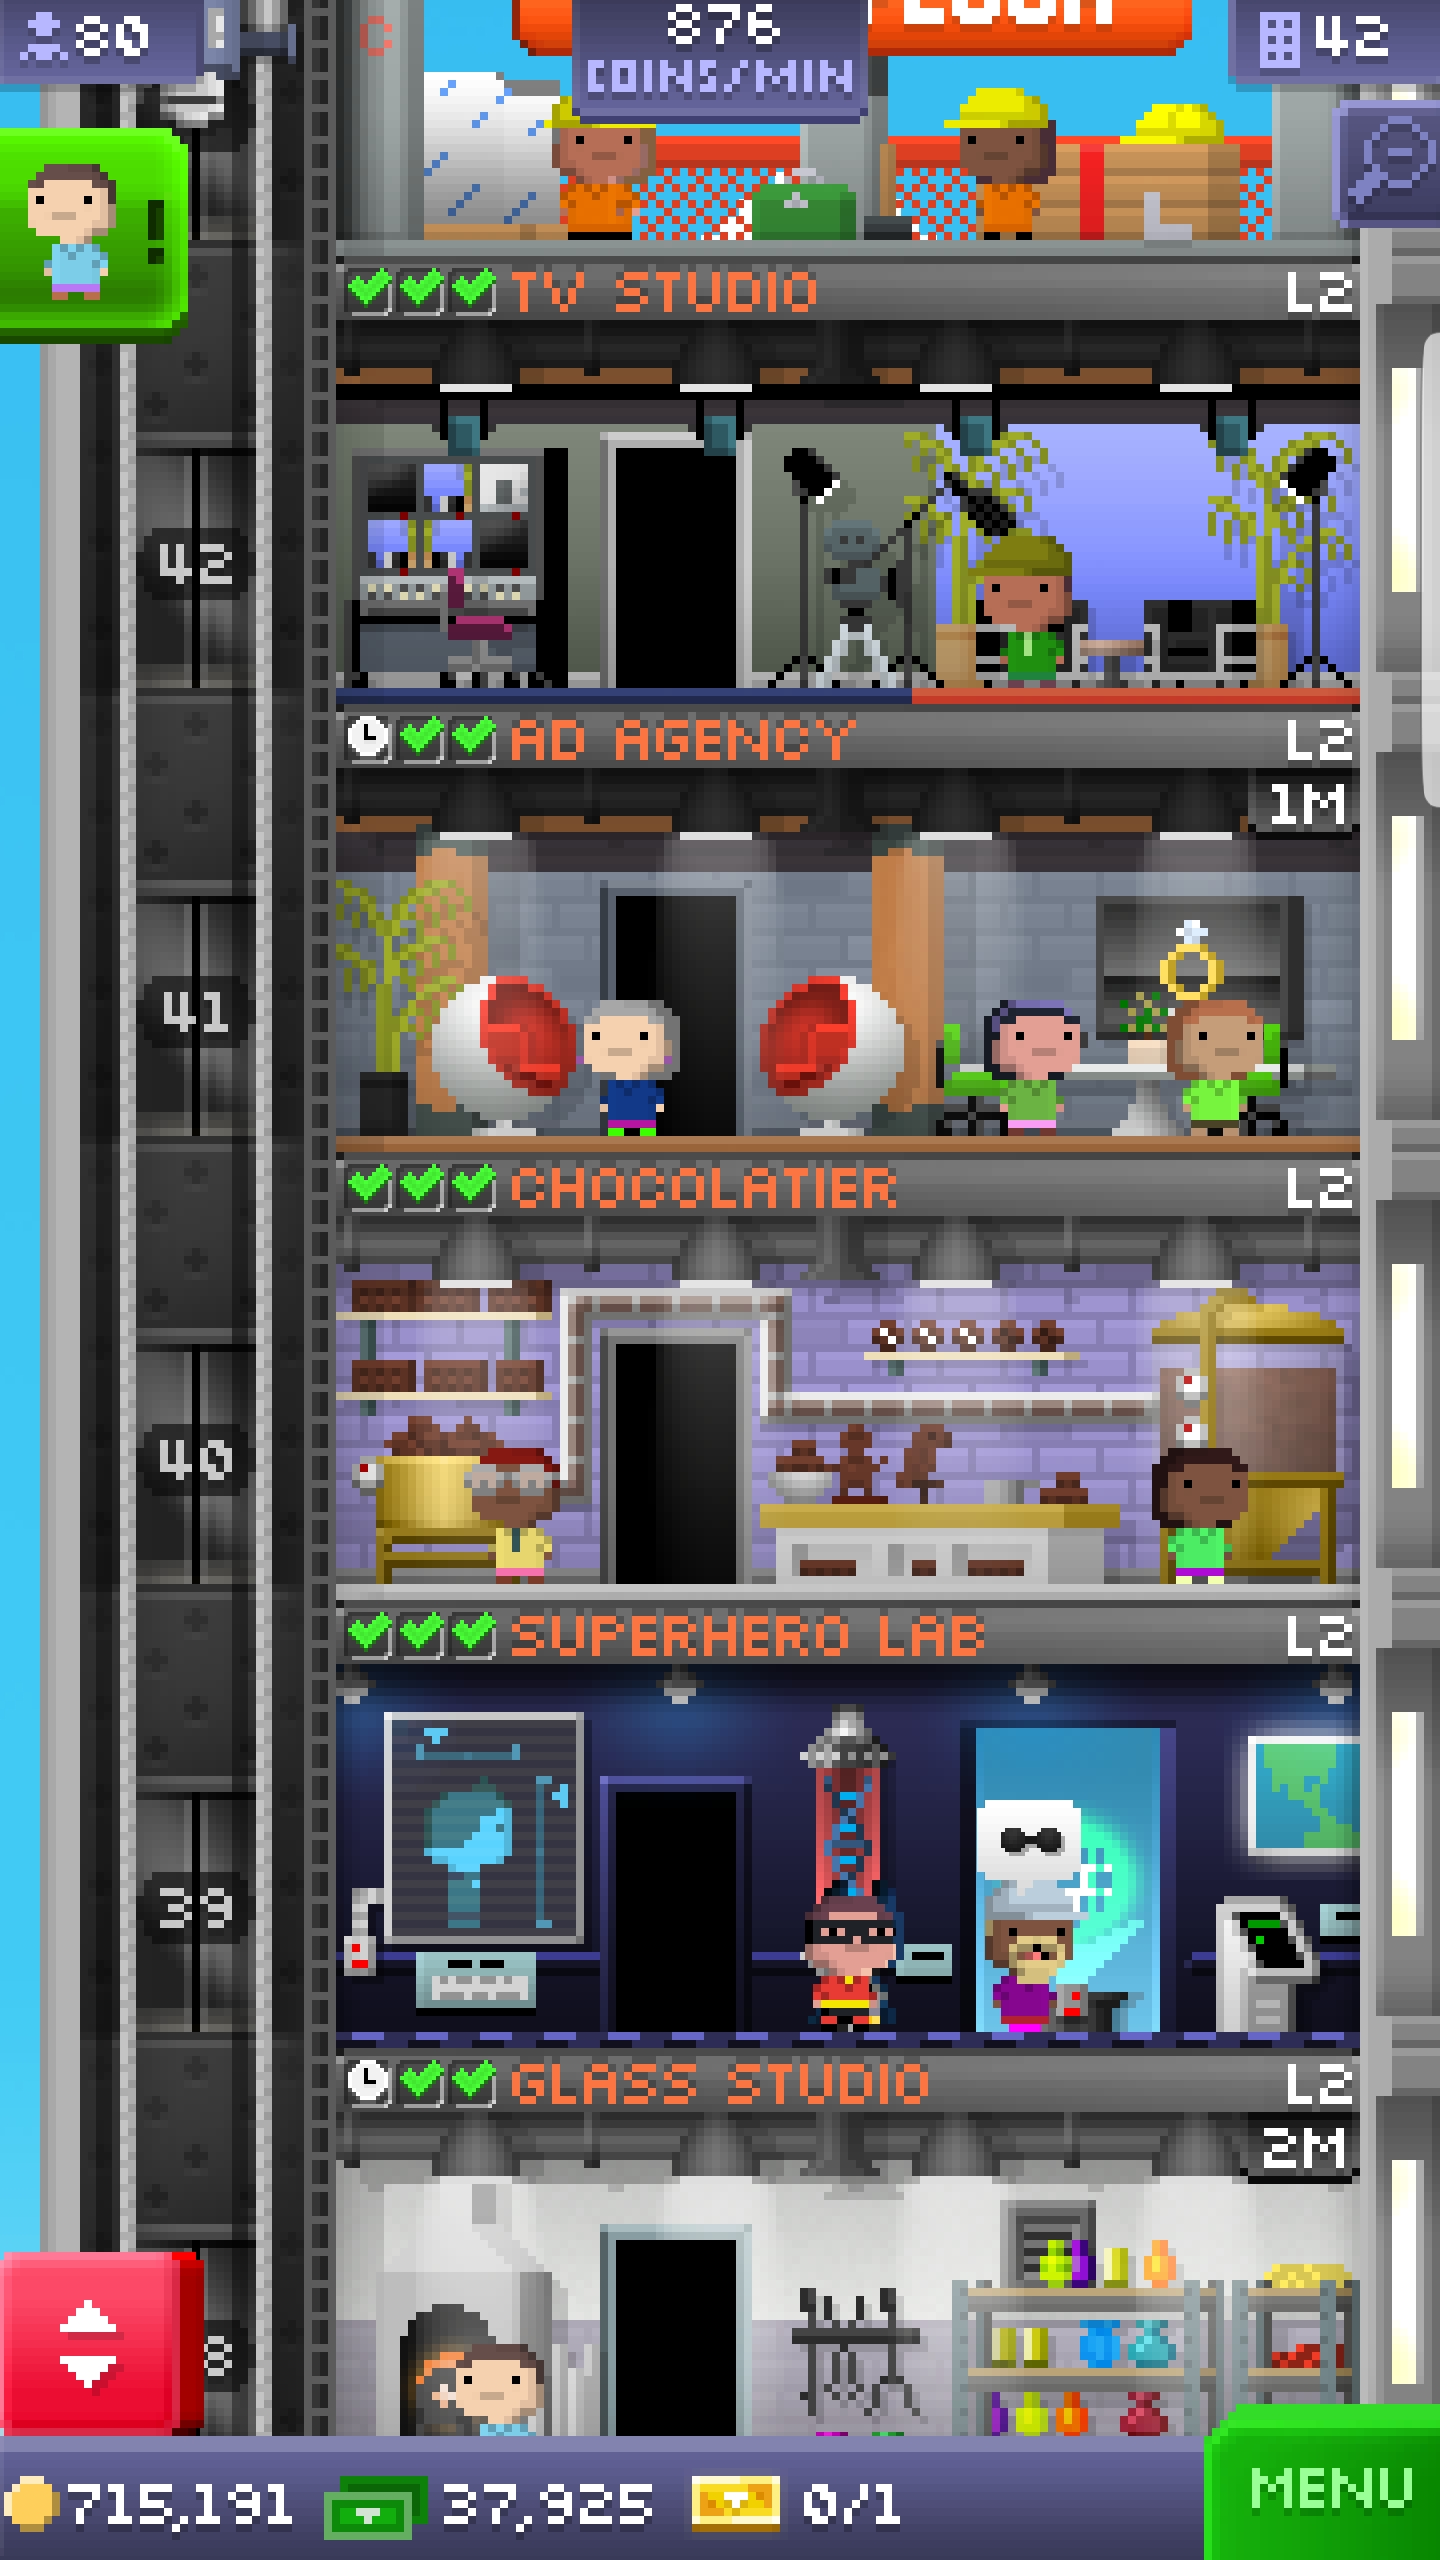 80
876
COINS/MIN
42
TV STUDIO
L2
42
AD AGENCY
L2
1M
41
CHOCOLATIER
L2
40
SUPERHERO LAB
L2
39
GLASS STUDIO
L2
2M
8
715,191
37,925
0/1
MENU